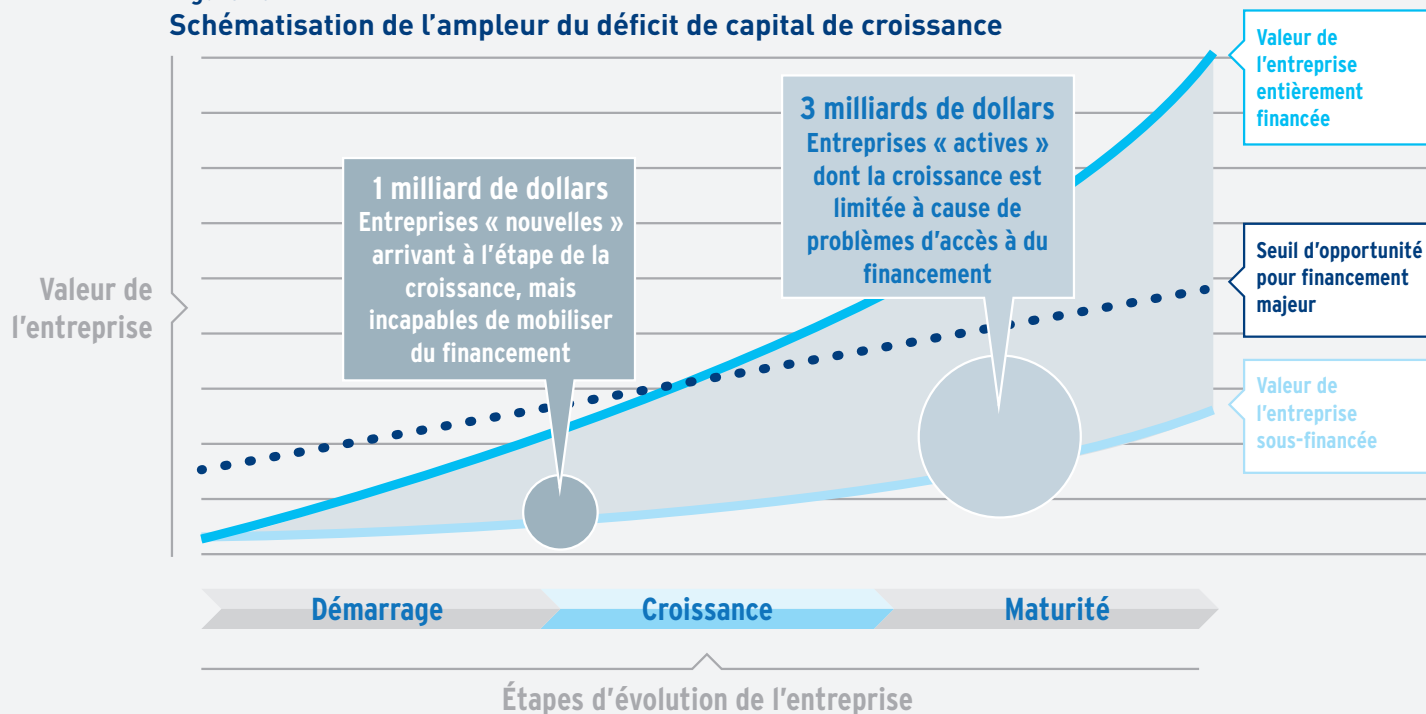 Schématisation de l’ampleur du déficit de capital de croissance
Valeur de
l’entreprise
entièrement
financée
3 milliards de dollars
Entreprises « actives »
dont la croissance est
limitée à cause de
problèmes d’accès à du
financement
1 milliard de dollars
Entreprises « nouvelles »
arrivant à l’étape de la
croissance, mais
incapables de mobiliser
du financement
Seuil d’opportunité
pour financement
majeur
Valeur de
l’entreprise
Valeur de
l’entreprise
sous-financée
Démarrage
Croissance
Maturité
Étapes d’évolution de l’entreprise